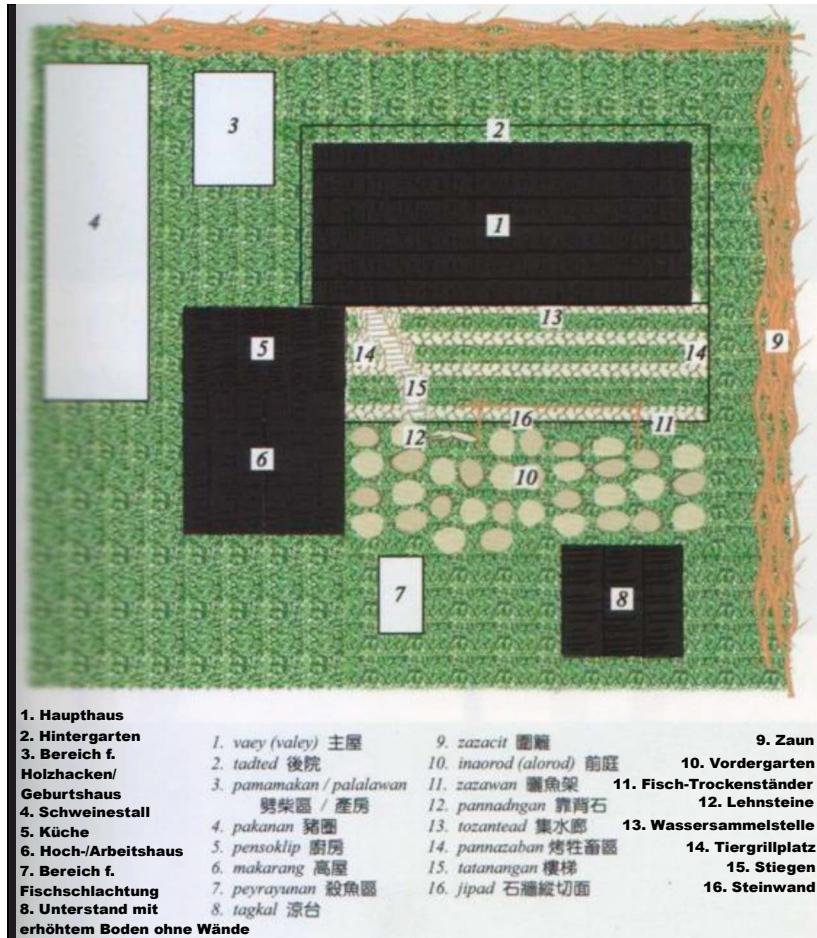 3
2
4
1
13
5
14
14
9
15
16
11
12
6
10
7
8
1. Haupthaus
2. Hintergarten
3. Bereich f.
Holzhacken/
Geburtshaus
4. Schweinestall
5. Küche
6. Hoch-/Arbeitshaus
7. Bereich f.
Fischschlachtung
8. Unterstand mit
erhöhtem Boden ohne Wände
1. vaey (valey) 主屋
2. tadted 後院
3. pamamakan / palalawan
劈柴區 / 產房
4. pakanan 豬圈
5. pensoklip 廚房
6. makarang 高屋
7. peyrayunan 殺魚區
8. tagkal 涼台
9. zazacit 圍籬
10. inaorod (alorod) 前庭
11. zazawan 曬魚架
12. pannadngan 靠背石
13. tozantead 集水廊
14. pannazaban 烤牲畜區
15. tatanangan 樓梯
16. jipad 石牆縱切面
9. Zaun
10. Vordergarten
11. Fisch-Trockenständer
12. Lehnsteine
13. Wassersammelstelle
14. Tiergrillplatz
15. Stiegen
16. Steinwand